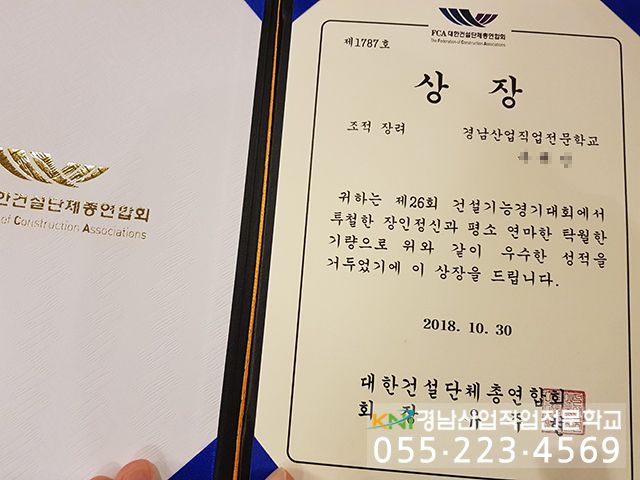 한건설단체총연합회
of Construction Associations
FCA 대한건설단체총연합회
The Federation of Construction Associations
제1787호
상 장
조적 장려 경남산업직업전문학교
귀하는 제26회 건설기능경기대회에서
특철한 장인정신과 평소 연마한 탁월한
기량으로 위와 같이 우수한 성적을
거두었기에 이 상장을 드립니다.
2018. 10. 30
대한건설단체총연합회
회 장
KNI 경남산업직업전문학교
055·223·4569